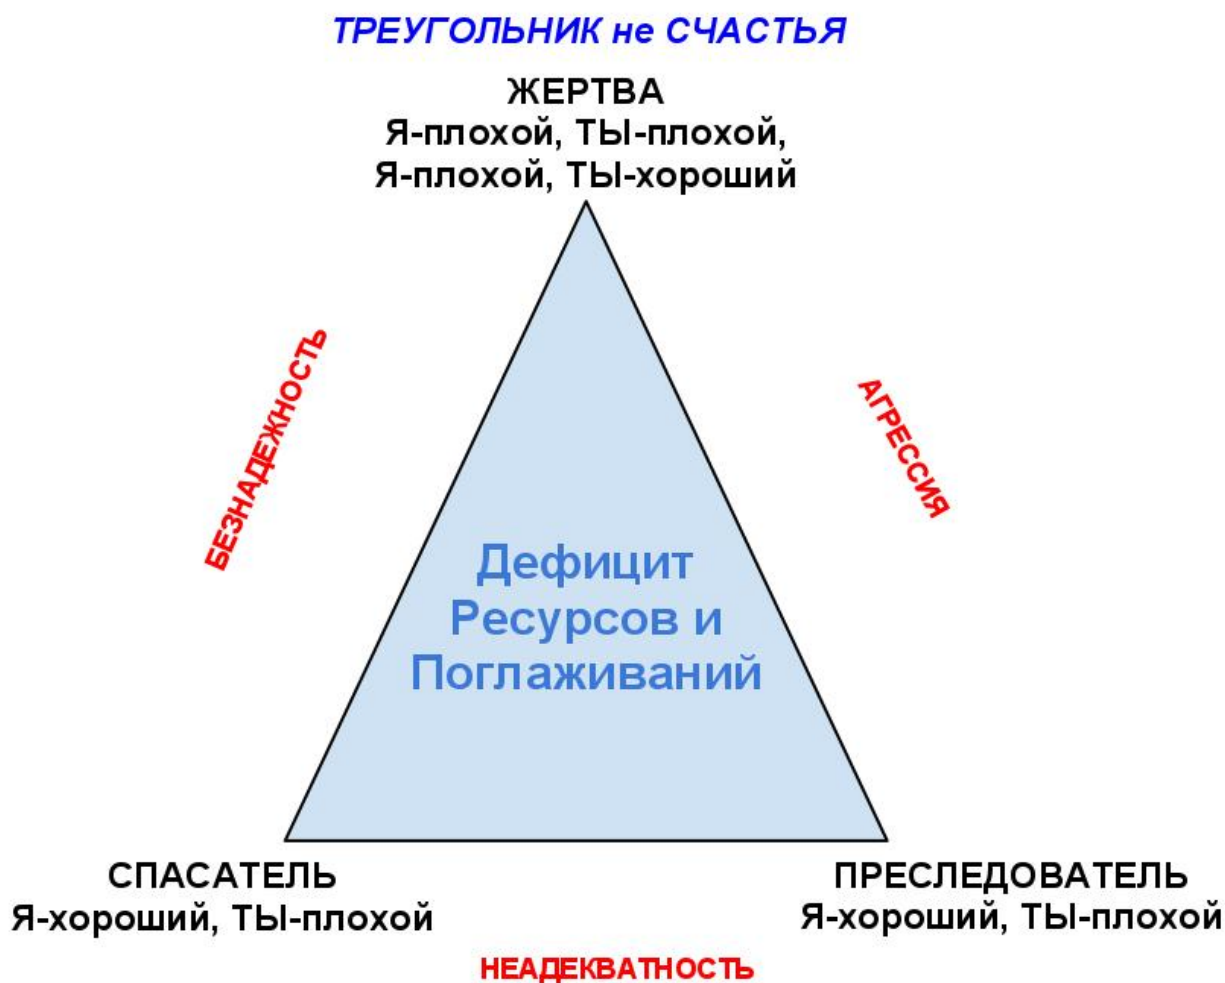 ТРЕУГОЛЬНИК не СЧАСТЬЯ
ЖЕРТВА
Я-плохой, ТЫ-плохой,
Я-плохой, ТЫ-хороший
БЕЗНАДЕЖНОСТЬ
АГРЕССИЯ
Дефицит
Ресурсов и
Поглаживаний
СПАСАТЕЛЬ
Я-хороший, ТЫ-плохой
ПРЕСЛЕДОВАТЕЛЬ
Я-хороший, ТЫ-плохой
НЕАДЕКВАТНОСТЬ